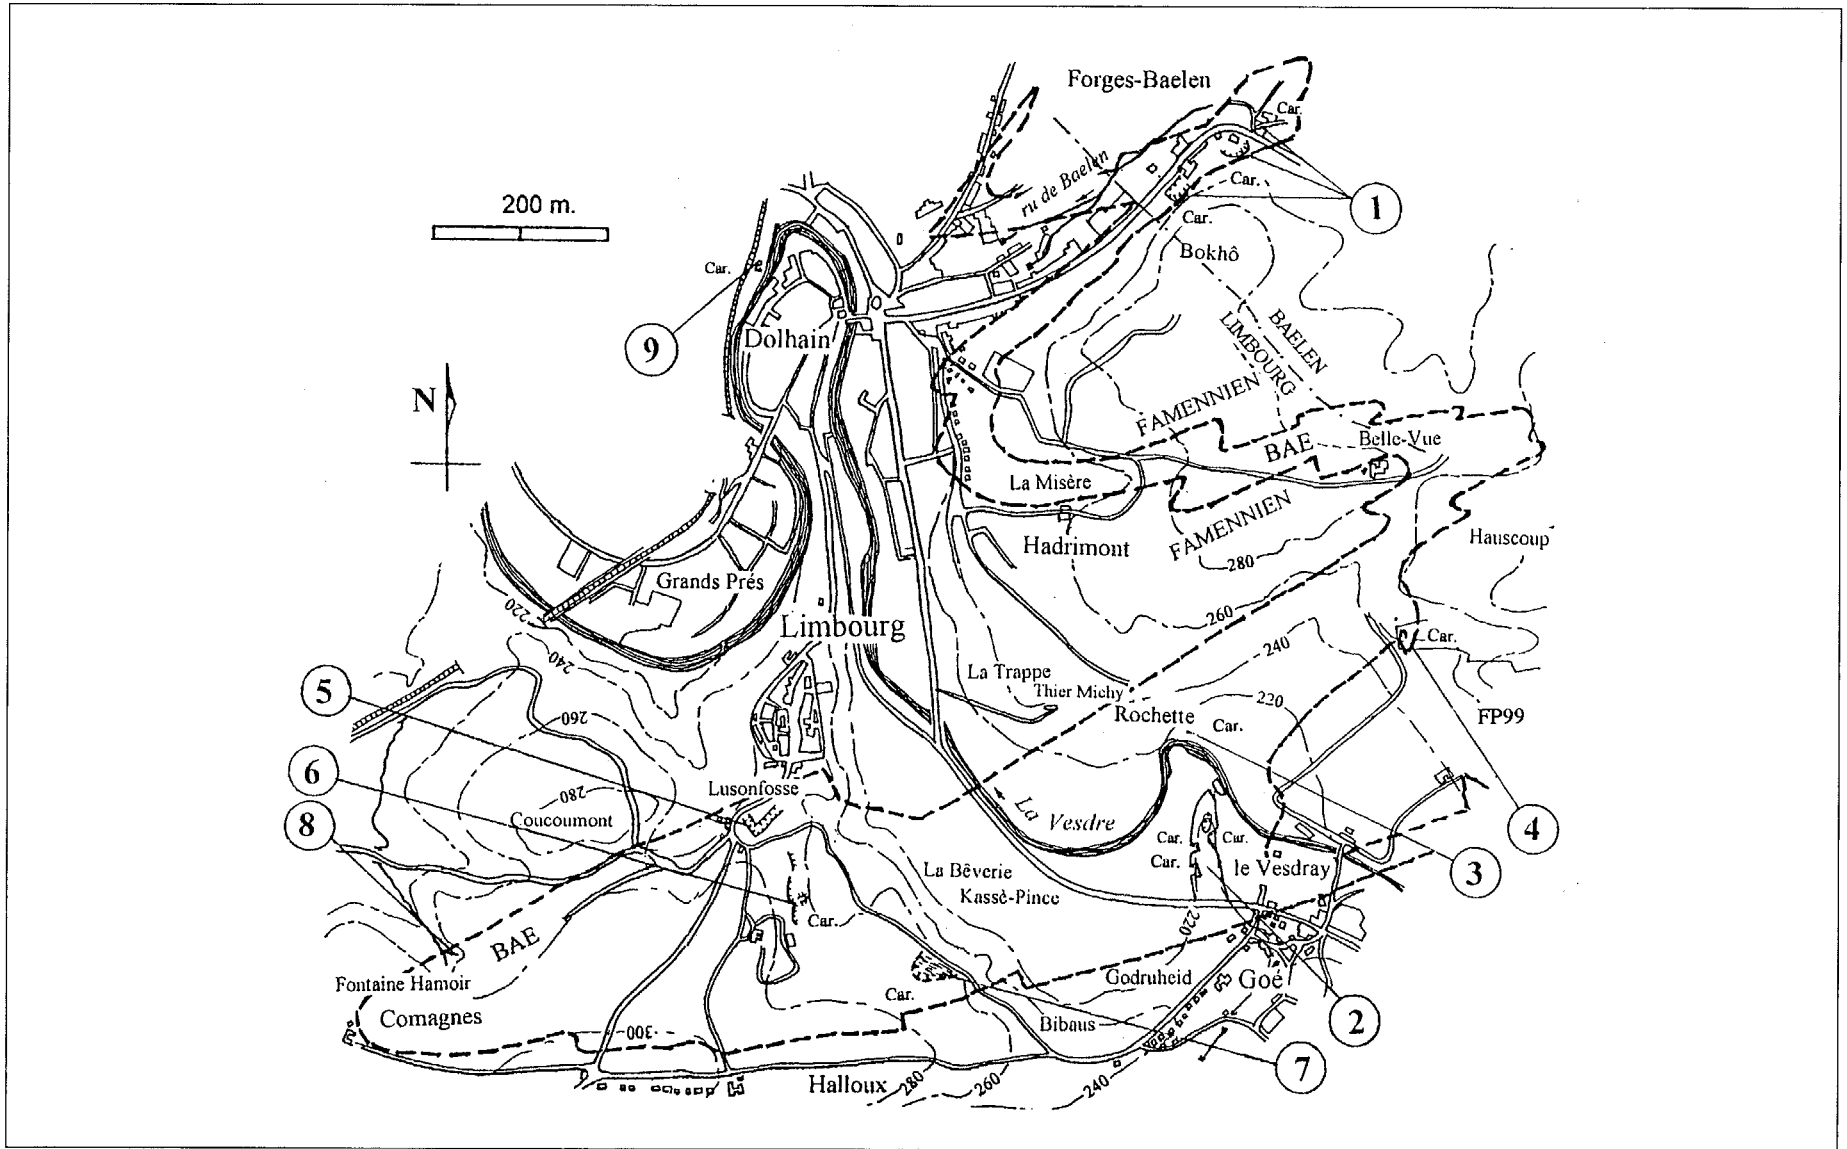 Forges-Baelen
Car.
ru de Baelen
Car.
200 m.
1
Car.
Bokhô
Car.
9
Dolhain
BAELEN
LIMBOURG
N
FAMENNIEN
BAE
Belle-Vue
La Misère
FAMENNIEN
Hauscoup
Hadrimont
280
Grands Prés
220
260
Limbourg
Car.
240
240
La Trappe
Thier Michy
220
5
Rochette
Car.
FP99
260
6
Lusonfosse
280
Coucoumont
La Vesdre
8
4
Car.
Car.
Car.
le Vesdray
3
La Bêverie
Kassè-Pince
Car.
220
BAE
Fontaine Hamoir
Godruheid
Goé
Car.
Comagnes
Bibaus
2
300
7
Halloux
280
260
240
FP99